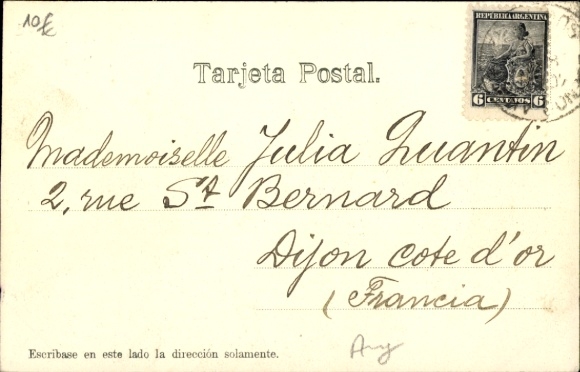 10€
REPUBLICA ARGENTINA
6 CENTAVOS 6
Tarjeta Postal.
Mademoiselle Julia Quantin
2, rue St Bernard
Dijon cote d'or
(Francia)
Escribase en este lado la dirección solamente.